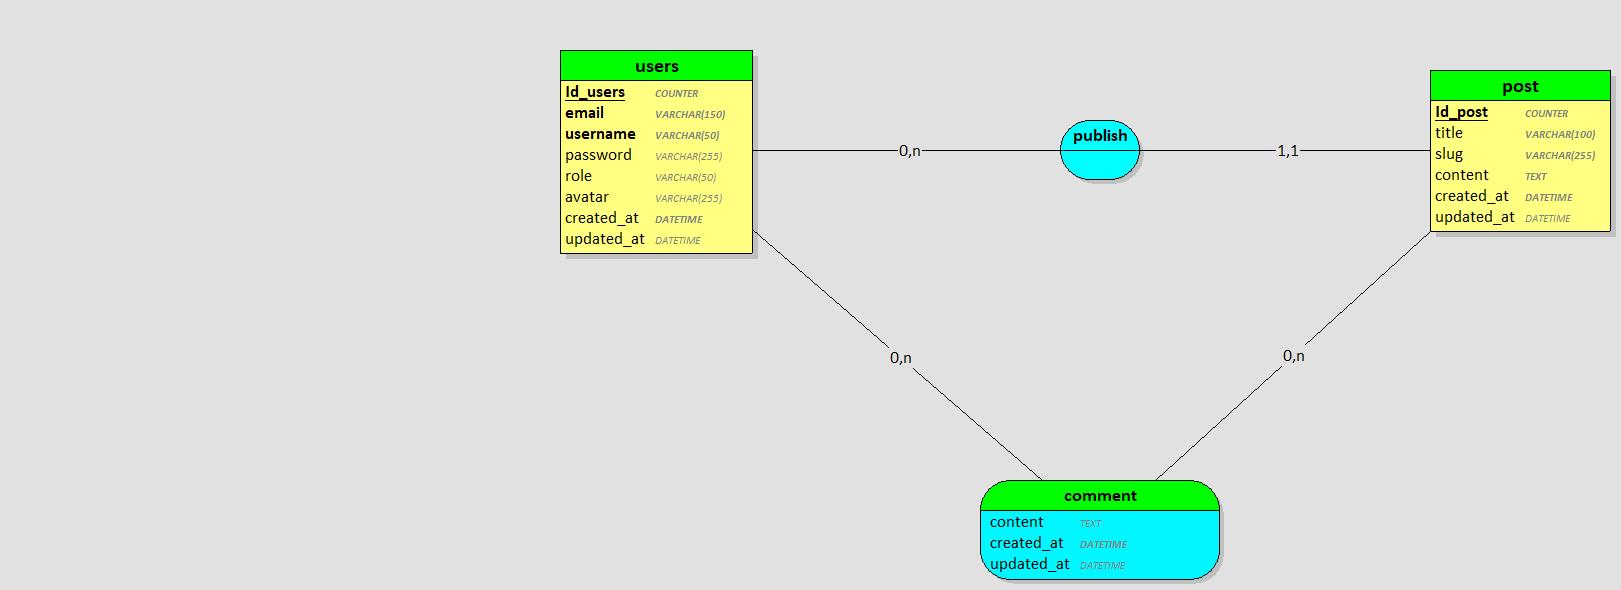 users
Id_users COUNTER
email VARCHAR(150)
username VARCHAR(50)
password VARCHAR(255)
role VARCHAR(50)
avatar VARCHAR(255)
created_at DATETIME
updated_at DATETIME
0,n
publish
1,1
post
Id_post COUNTER
title VARCHAR(100)
slug VARCHAR(255)
content TEXT
created_at DATETIME
updated_at DATETIME
0,n
0,n
comment
content TEXT
created_at DATETIME
updated_at DATETIME